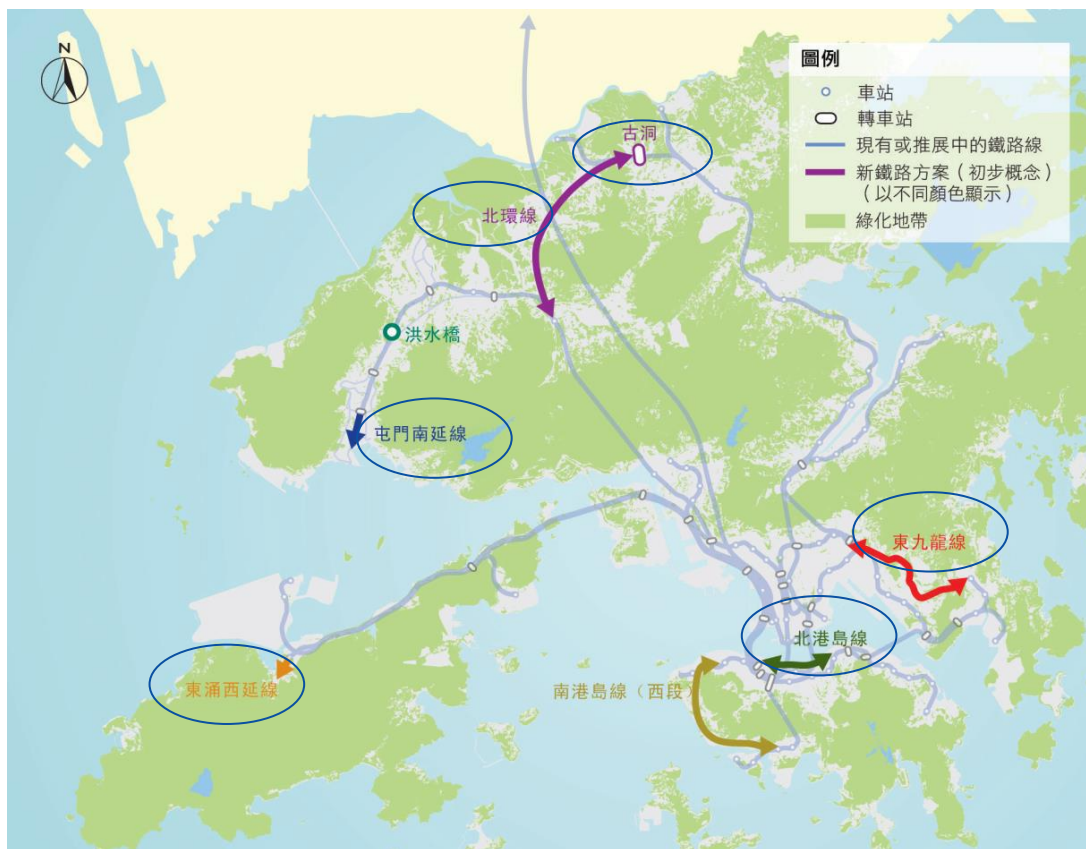 N
圖例
車站
轉車站
現有或推展中的鐵路線
新鐵路方案（初步概念）
（以不同顏色顯示）
綠化地帶
古洞
北環線
洪水橋
屯門南延線
東九龍線
北港島線
東涌西延線
南港島線（西段）